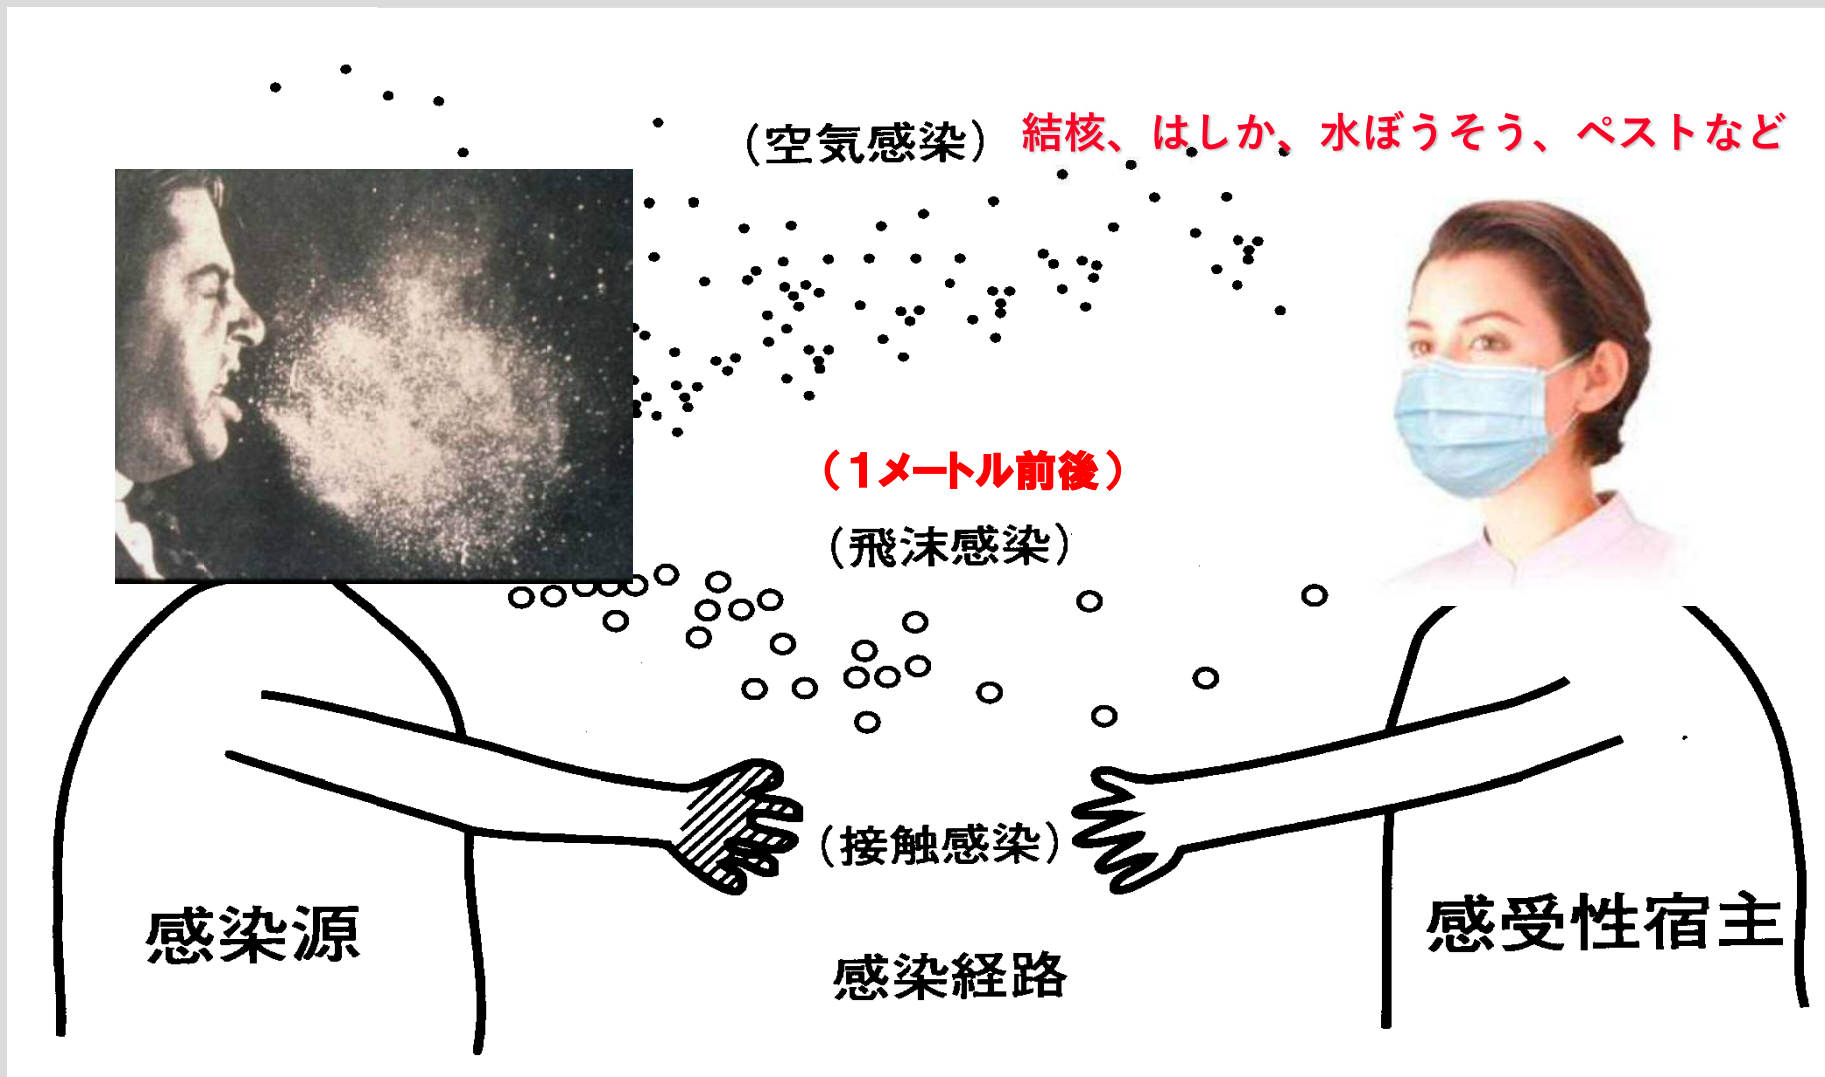 （空気感染） 結核、はしか、水ぼうそう、ペストなど
（１メートル前後）
（飛沫感染）
（接触感染）
感染源
感受性宿主
感染経路